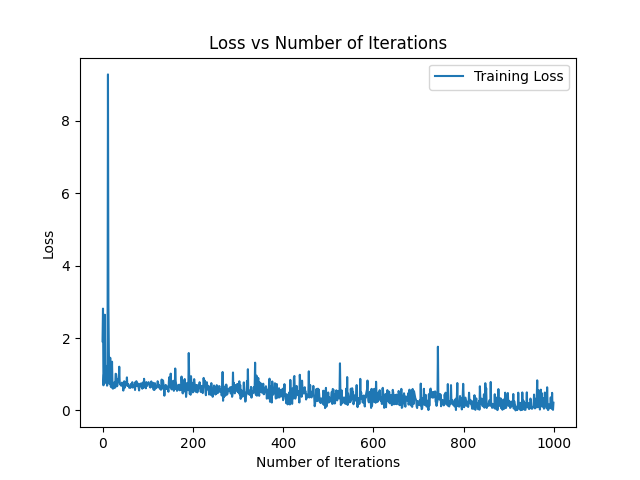 Loss vs Number of Iterations
Training Loss
8
6
4
2
0
Loss
0 200 400 600 800 1000
Number of Iterations